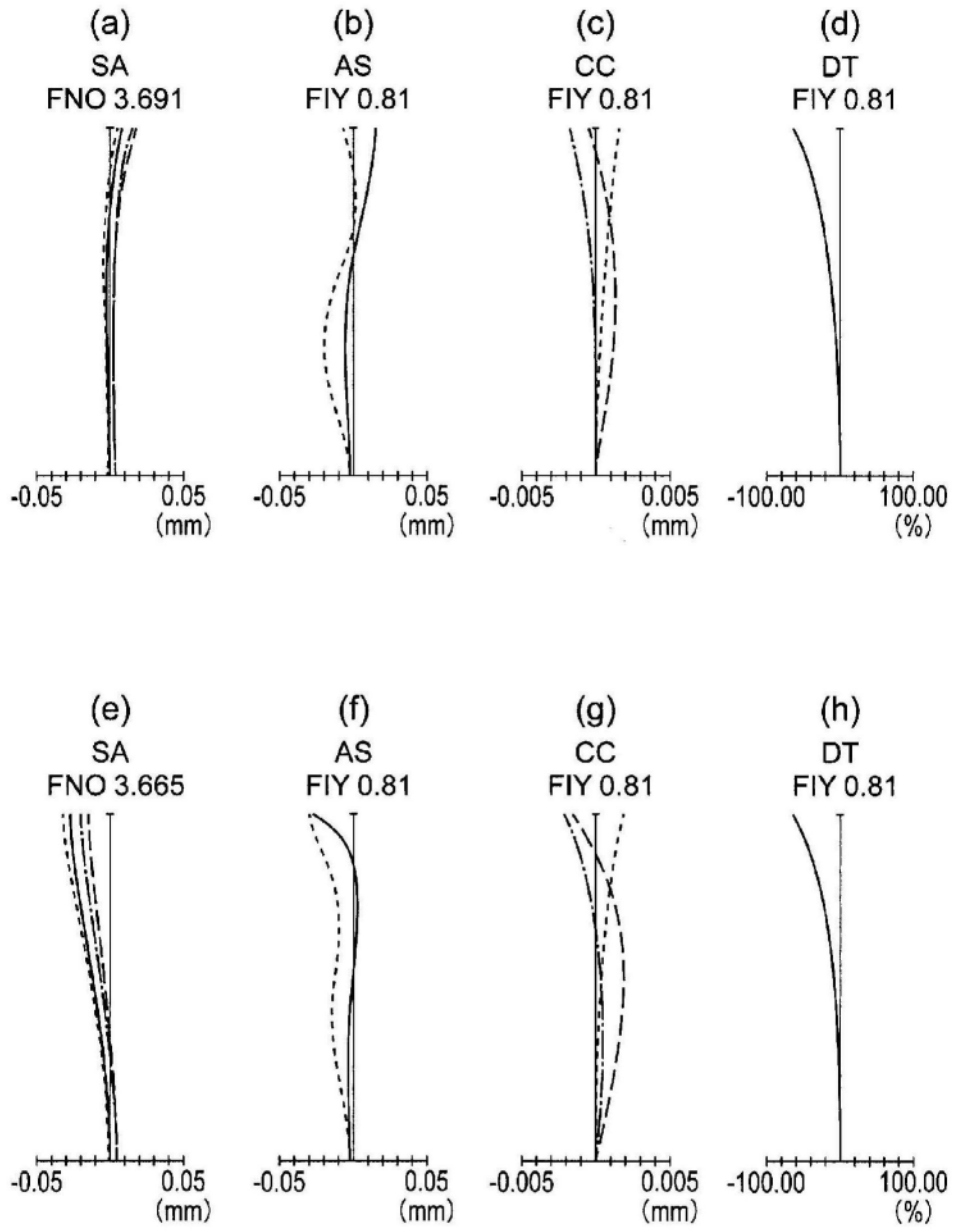 (a) (b) (c) (d)
SA AS CC DT
FNO 3.691 FIY 0.81 FIY 0.81 FIY 0.81
-0.05 0.05 -0.05 0.05 -0.005 0.005 -100.00 100.00
(mm) (mm) (mm) (%)
(e) (f) (g) (h)
SA AS CC DT
FNO 3.665 FIY 0.81 FIY 0.81 FIY 0.81
-0.05 0.05 -0.05 0.05 -0.005 0.005 -100.00 100.00
(mm) (mm) (mm) (%)